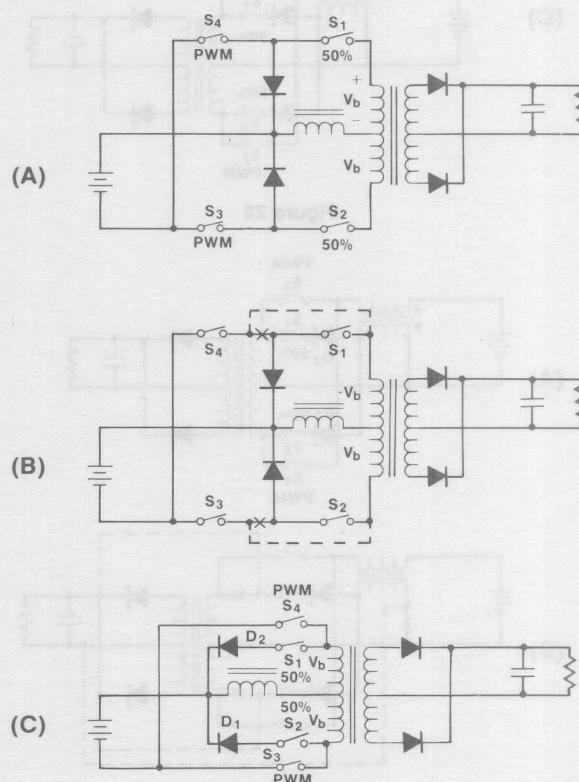 (A)
S4 S1
PWM 50%
+
Vb
–
Vb
S3 S2
PWM 50%
(B)
S4 S1
-Vb
Vb
S3 S2
(C)
PWM
S4
D2
S1 Vb
50%
50%
D1 S2 Vb
S3
PWM